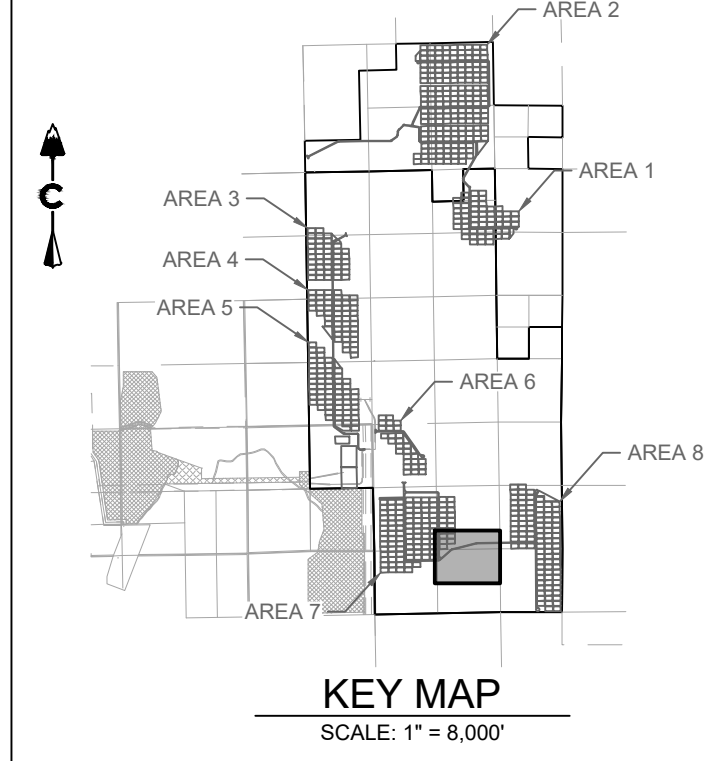 AREA 2
AREA 1
AREA 3
AREA 4
AREA 5
AREA 6
AREA 8
AREA 7
C
KEY MAP
SCALE: 1" = 8,000'